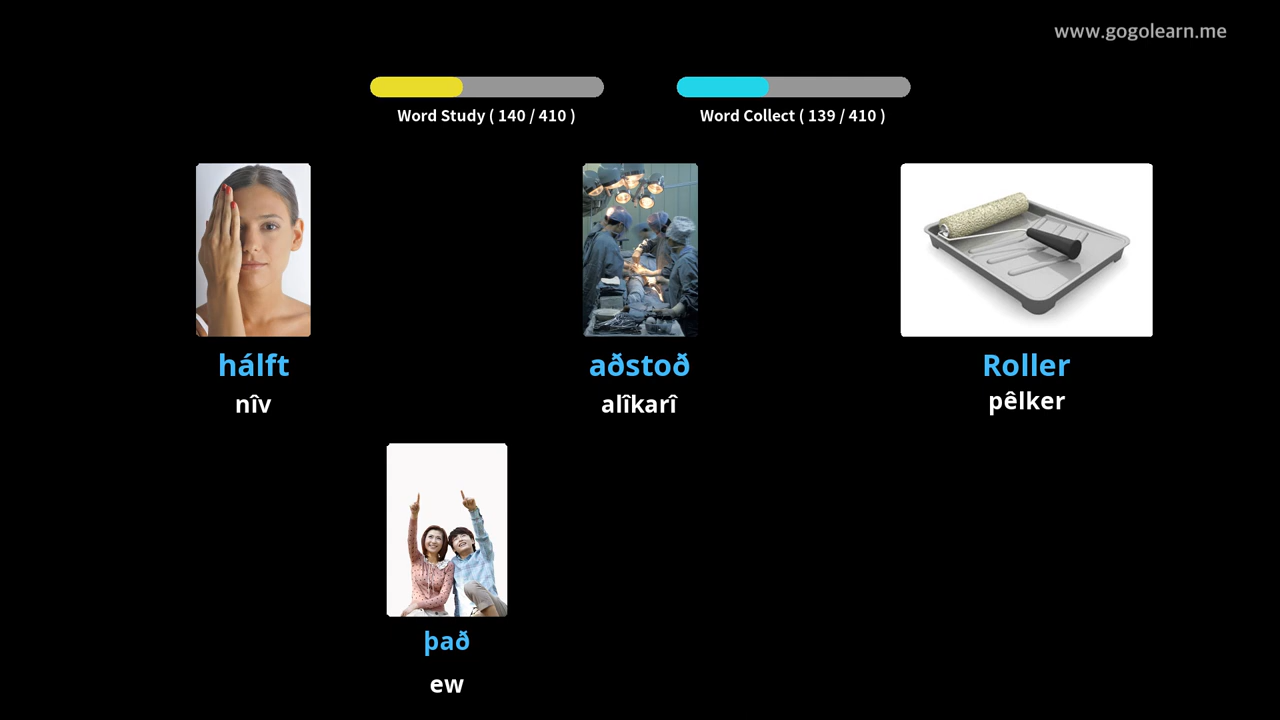 www.gogolearn.me
Word Study ( 140 / 410 )
Word Collect ( 139 / 410 )
hálft
nîv
aðstoð
alîkarî
Roller
pêlker
það
ew